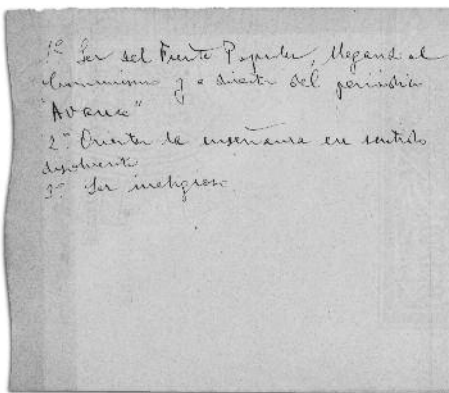 1º Ser del Frente Popular, llegando al
Comunismo y a director del periódico
"Avance"
2º Orientar la enseñanza en sentido
disolvente
3º Ser irreligioso.